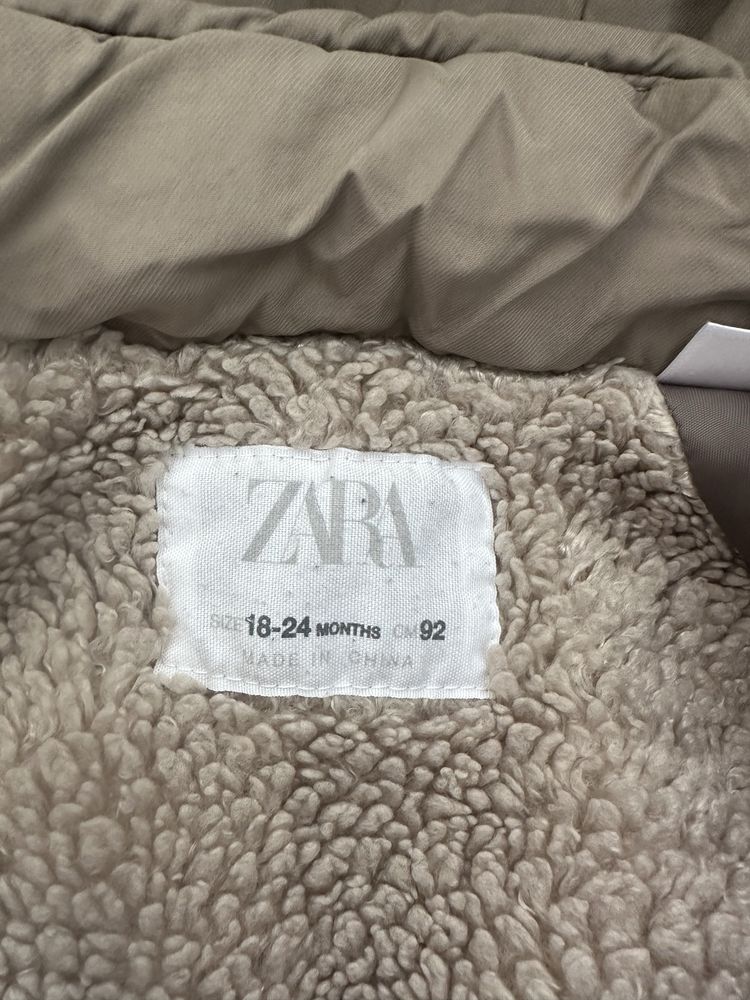 ZARA
SIZE 18-24 MONTHS CM 92
MADE IN CHINA